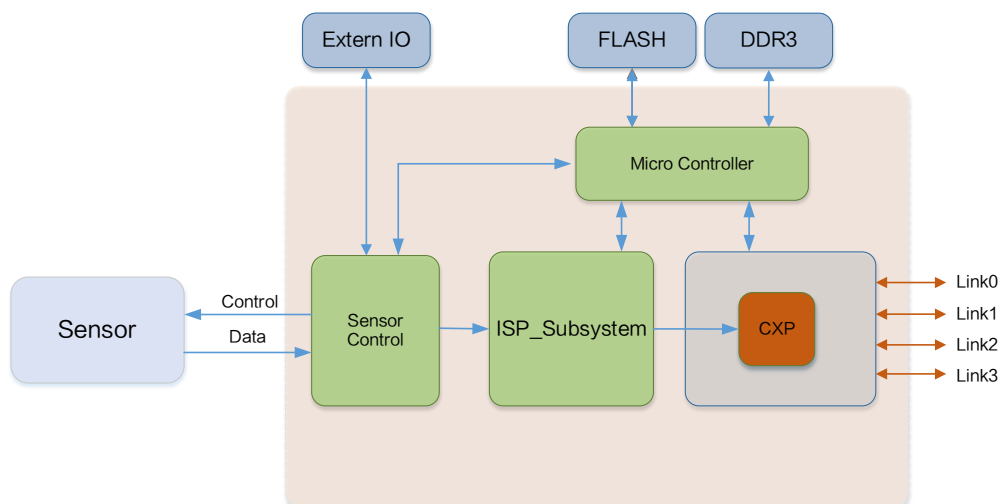 Extern IO
FLASH
DDR3
Micro Controller
Sensor
Control
Data
Sensor
Control
ISP_Subsystem
CXP
Link0
Link1
Link2
Link3